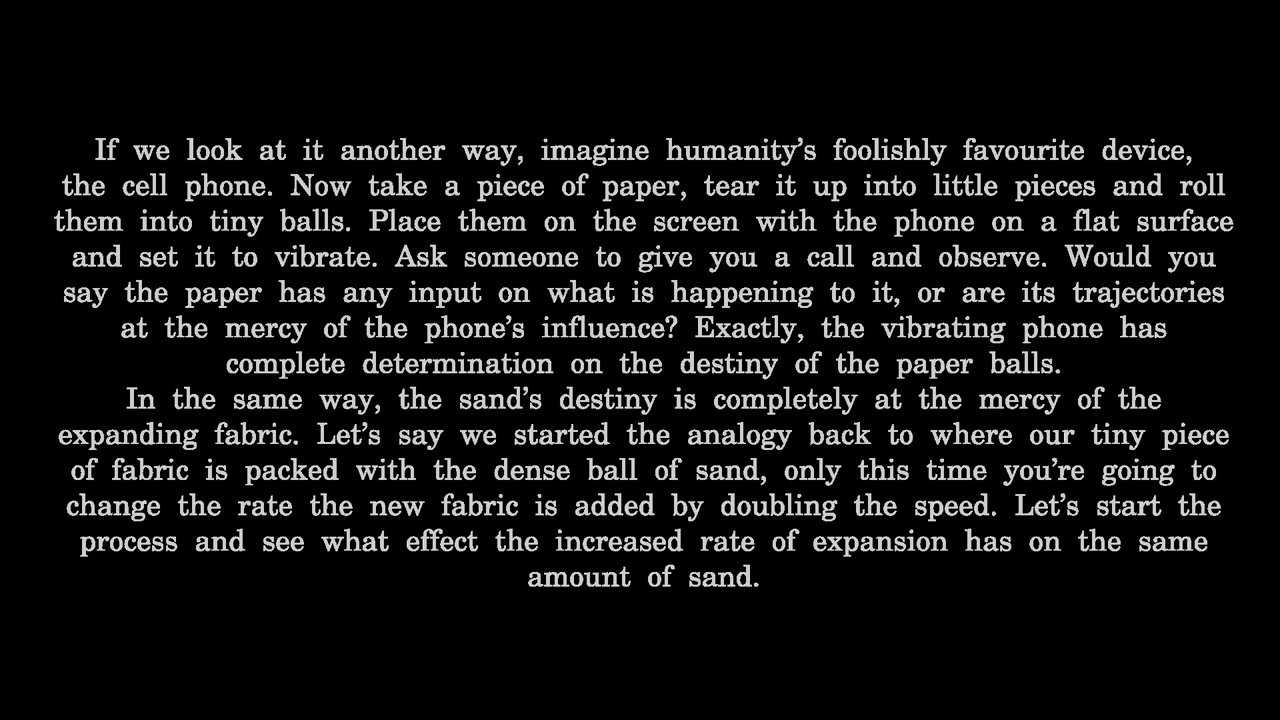 If we look at it another way, imagine humanity's foolishly favourite device,
the cell phone. Now take a piece of paper, tear it up into little pieces and roll
them into tiny balls. Place them on the screen with the phone on a flat surface
and set it to vibrate. Ask someone to give you a call and observe. Would you
say the paper has any input on what is happening to it, or are its trajectories
at the mercy of the phone's influence? Exactly, the vibrating phone has
complete determination on the destiny of the paper balls.
In the same way, the sand's destiny is completely at the mercy of the
expanding fabric. Let's say we started the analogy back to where our tiny piece
of fabric is packed with the dense ball of sand, only this time you're going to
change the rate the new fabric is added by doubling the speed. Let's start the
process and see what effect the increased rate of expansion has on the same
amount of sand.